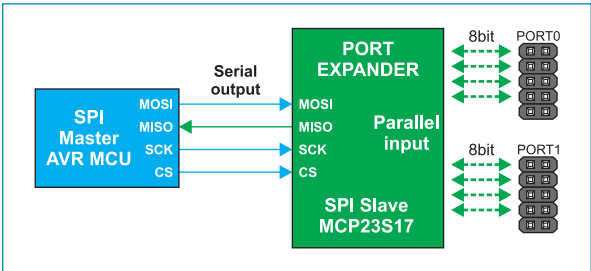 SPI
Master
AVR MCU
MOSI
MISO
SCK
CS
Serial
output
PORT
EXPANDER
MOSI
MISO
SCK
CS
Parallel
input
SPI Slave
MCP23S17
8bit
PORT0
8bit
PORT1